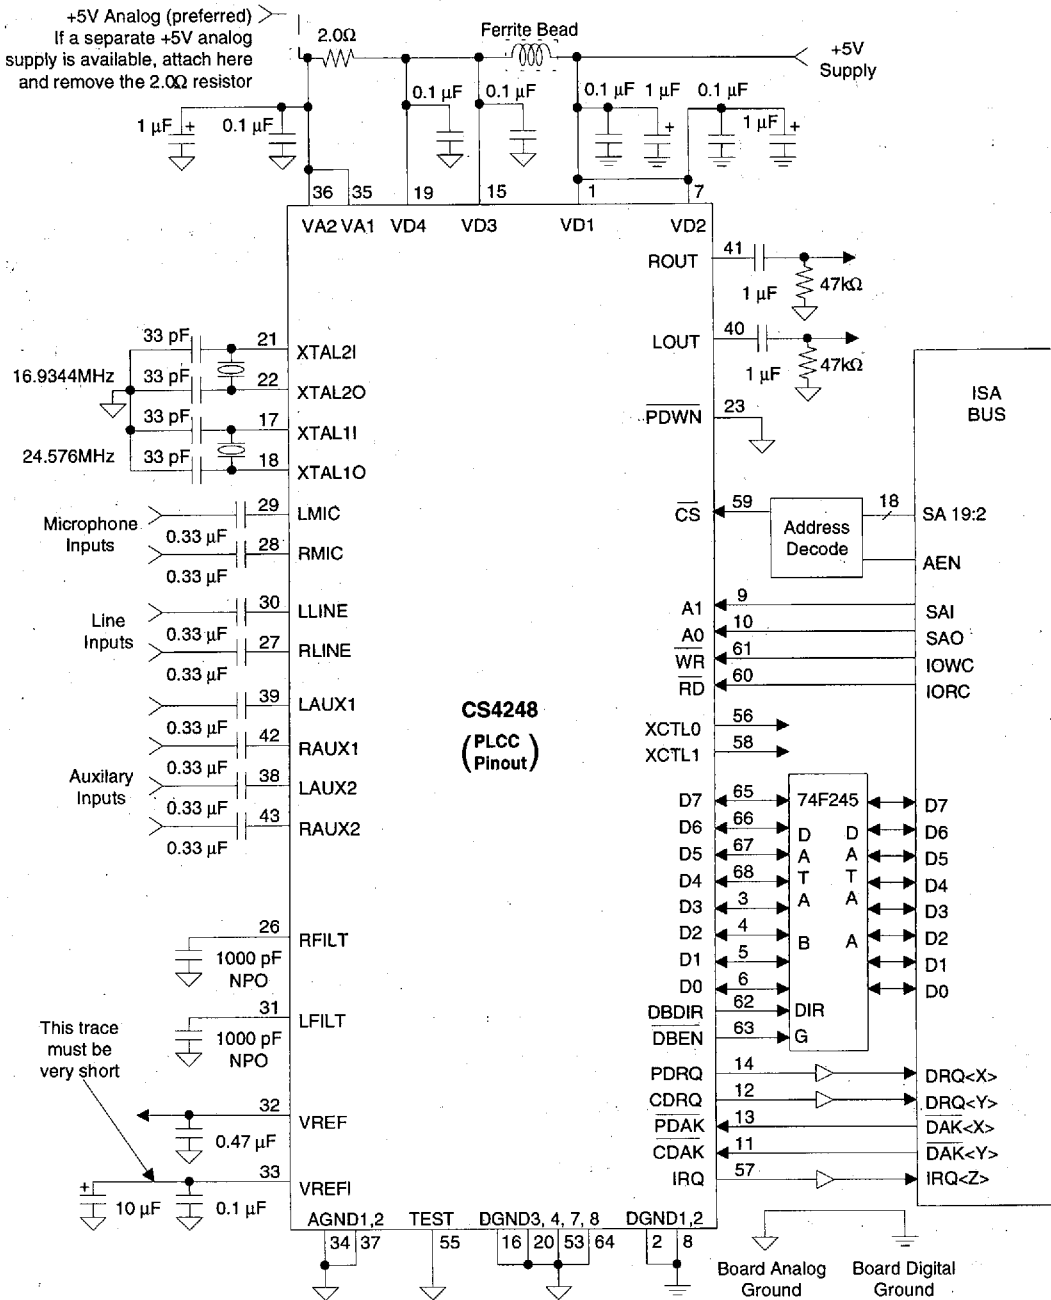 +5V Analog (preferred)
If a separate +5V analog
supply is available, attach here
and remove the 2.0Ω resistor
2.0Ω
Ferrite Bead
+5V
Supply
1 µF
+
0.1 µF
0.1 µF
0.1 µF
0.1 µF
1 µF
+
0.1 µF
1 µF
+
36
35
19
15
1
7
VA2
VA1
VD4
VD3
VD1
VD2
ROUT
41
1 µF
47kΩ
LOUT
40
1 µF
47kΩ
PDWN
23
33 pF
21
XTAL2I
16.9344MHz
33 pF
22
XTAL2O
33 pF
17
XTAL1I
24.576MHz
33 pF
18
XTAL1O
ISA
BUS
CS
59
Address
Decode
18
SA 19:2
AEN
Microphone
Inputs
29
LMIC
0.33 µF
28
RMIC
0.33 µF
Line
Inputs
30
LLINE
0.33 µF
27
RLINE
0.33 µF
39
LAUX1
0.33 µF
42
RAUX1
0.33 µF
Auxilary
Inputs
38
LAUX2
0.33 µF
43
RAUX2
0.33 µF
A1
9
SAI
A0
10
SAO
WR
61
IOWC
RD
60
IORC
CS4248
(PLCC
Pinout)
XCTL0
56
XCTL1
58
74F245
D7
65
D7
D6
66
D6
D5
67
D5
D4
68
D4
D3
3
D3
D2
4
D2
D1
5
D1
D0
6
D0
D A T A B
D A T A A
DBDIR
62
DIR
DBEN
63
G
26
RFILT
1000 pF
NPO
31
LFILT
1000 pF
NPO
This trace
must be
very short
32
VREF
0.47 µF
33
VREFI
+
10 µF
0.1 µF
PDRQ
14
DRQ<X>
CDRQ
12
DRQ<Y>
PDAK
13
DAK<X>
CDAK
11
DAK<Y>
IRQ
57
IRQ<Z>
AGND1,2
TEST
DGND3, 4, 7, 8
DGND1,2
34
37
55
16
20
53
64
2
8
Board Analog
Ground
Board Digital
Ground